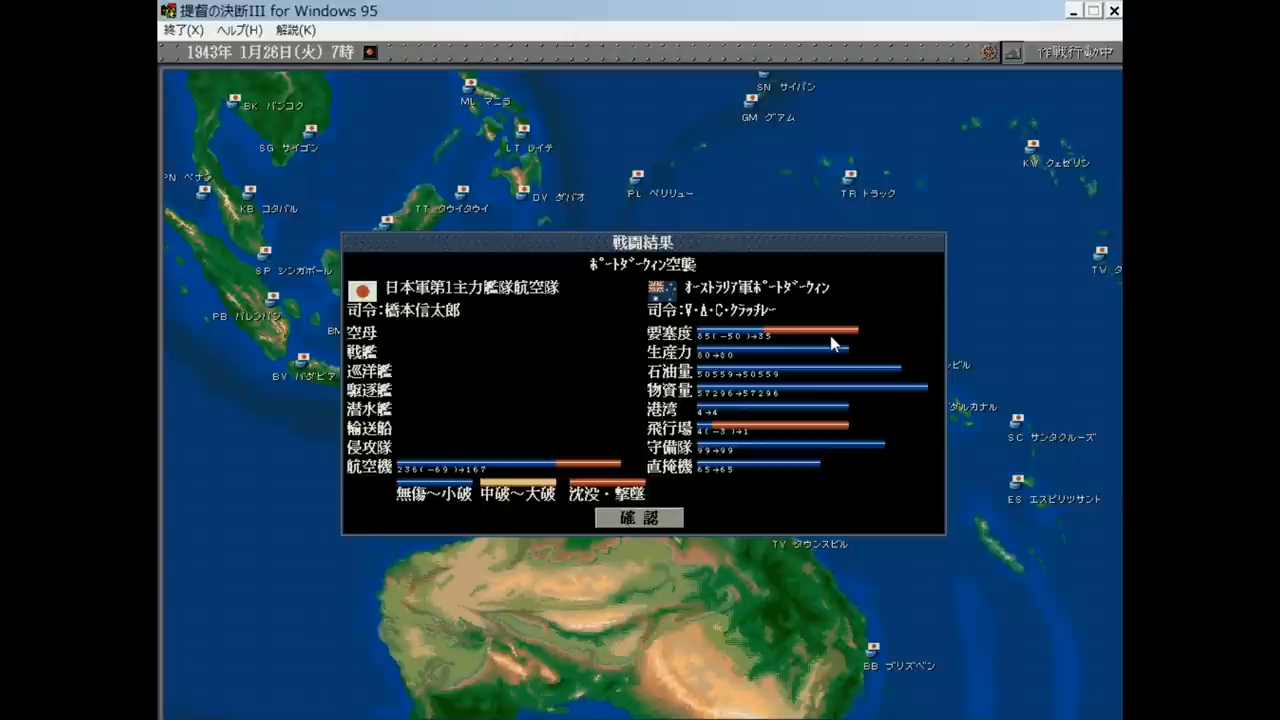 提督の決断III for Windows 95
終了(X) ヘルプ(H) 解説(K)
1943年 1月26日(火) 7時
作戦行動中
SN サイパン
BK バンコク
ML マニラ
GM グアム
SG サイゴン
LT レイテ
KW クェゼリン
PN ペナン
KB コタバル
TT タウイタウイ
DV ダバオ
PL ペリリュー
TR トラック
SP シンガポール
TW タ
PB パレンバン
BV バタビア
戦闘結果
ﾎﾟｰﾄﾀﾞｰｳｨﾝ空襲
日本軍第1主力艦隊航空隊
司令:橋本信太郎
空母
戦艦
巡洋艦
駆逐艦
潜水艦
輸送船
侵攻隊
航空機 236(-69)→167
無傷～小破 中破～大破 沈没・撃墜
ｵｰｽﾄﾗﾘｱ軍ﾎﾟｰﾄﾀﾞｰｳｨﾝ
司令:V・A・C・ｸﾗｯﾁﾚｰ
要塞度 85(-50)→35
生産力 80→80
石油量 50559→50559
物資量 57296→57296
港湾 4→4
飛行場 4(-3)→1
守備隊 99→99
直掩機 65→65
確認
ビル
ダルカナル
SC サンタクルーズ
ES エスピリッサント
TV タウンスビル
BB ブリズベン